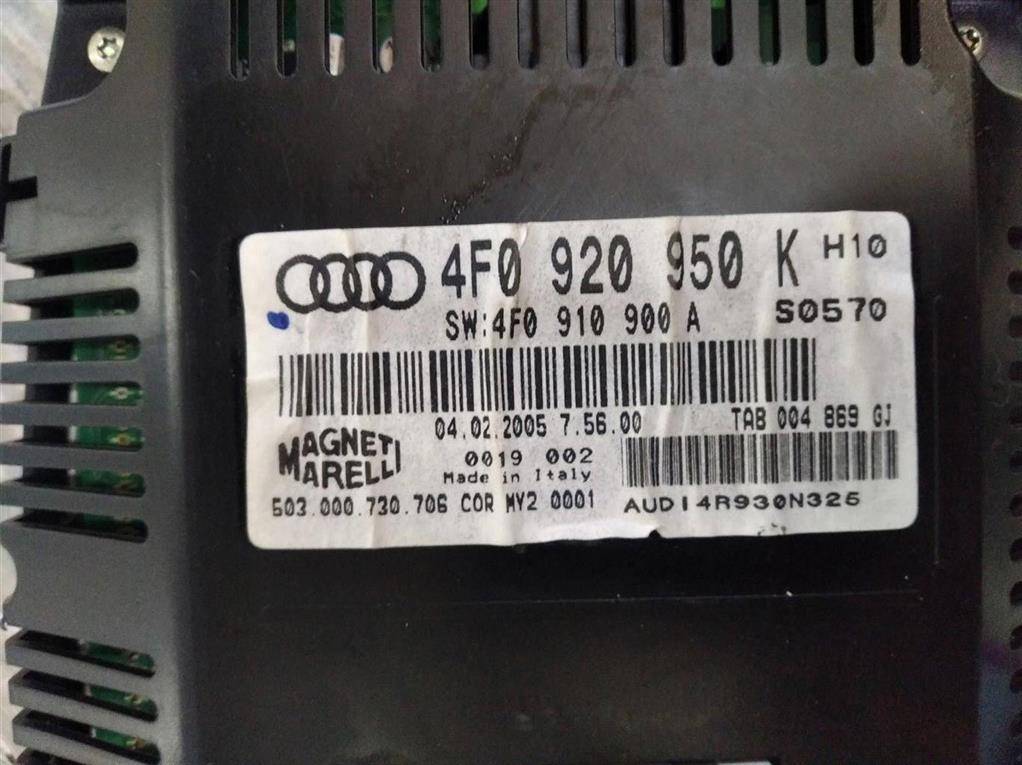 4F0 920 950 K H10
SW:4F0 910 900 A S0570
04.02.2005 7.56.00 TAB 004 869 GJ
MAGNETI MARELLI
0019 002
Made in Italy
503.000.730.706 COR MY2 0001
AUDI4R930N325